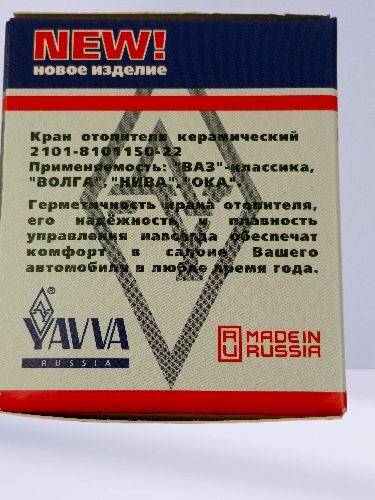 NEW!
новое изделие
Кран отопителя керамический
2101-8101150-22
Применяемость: "ВАЗ"-классика,
"ВОЛГА", "НИВА", "ОКА"
Герметичность крана отопителя,
его надежность и плавность
управления навсегда обеспечат
комфорт в салоне Вашего
автомобиля в любое время года.
®
YAVVA
RUSSIA
MADE IN
RUSSIA